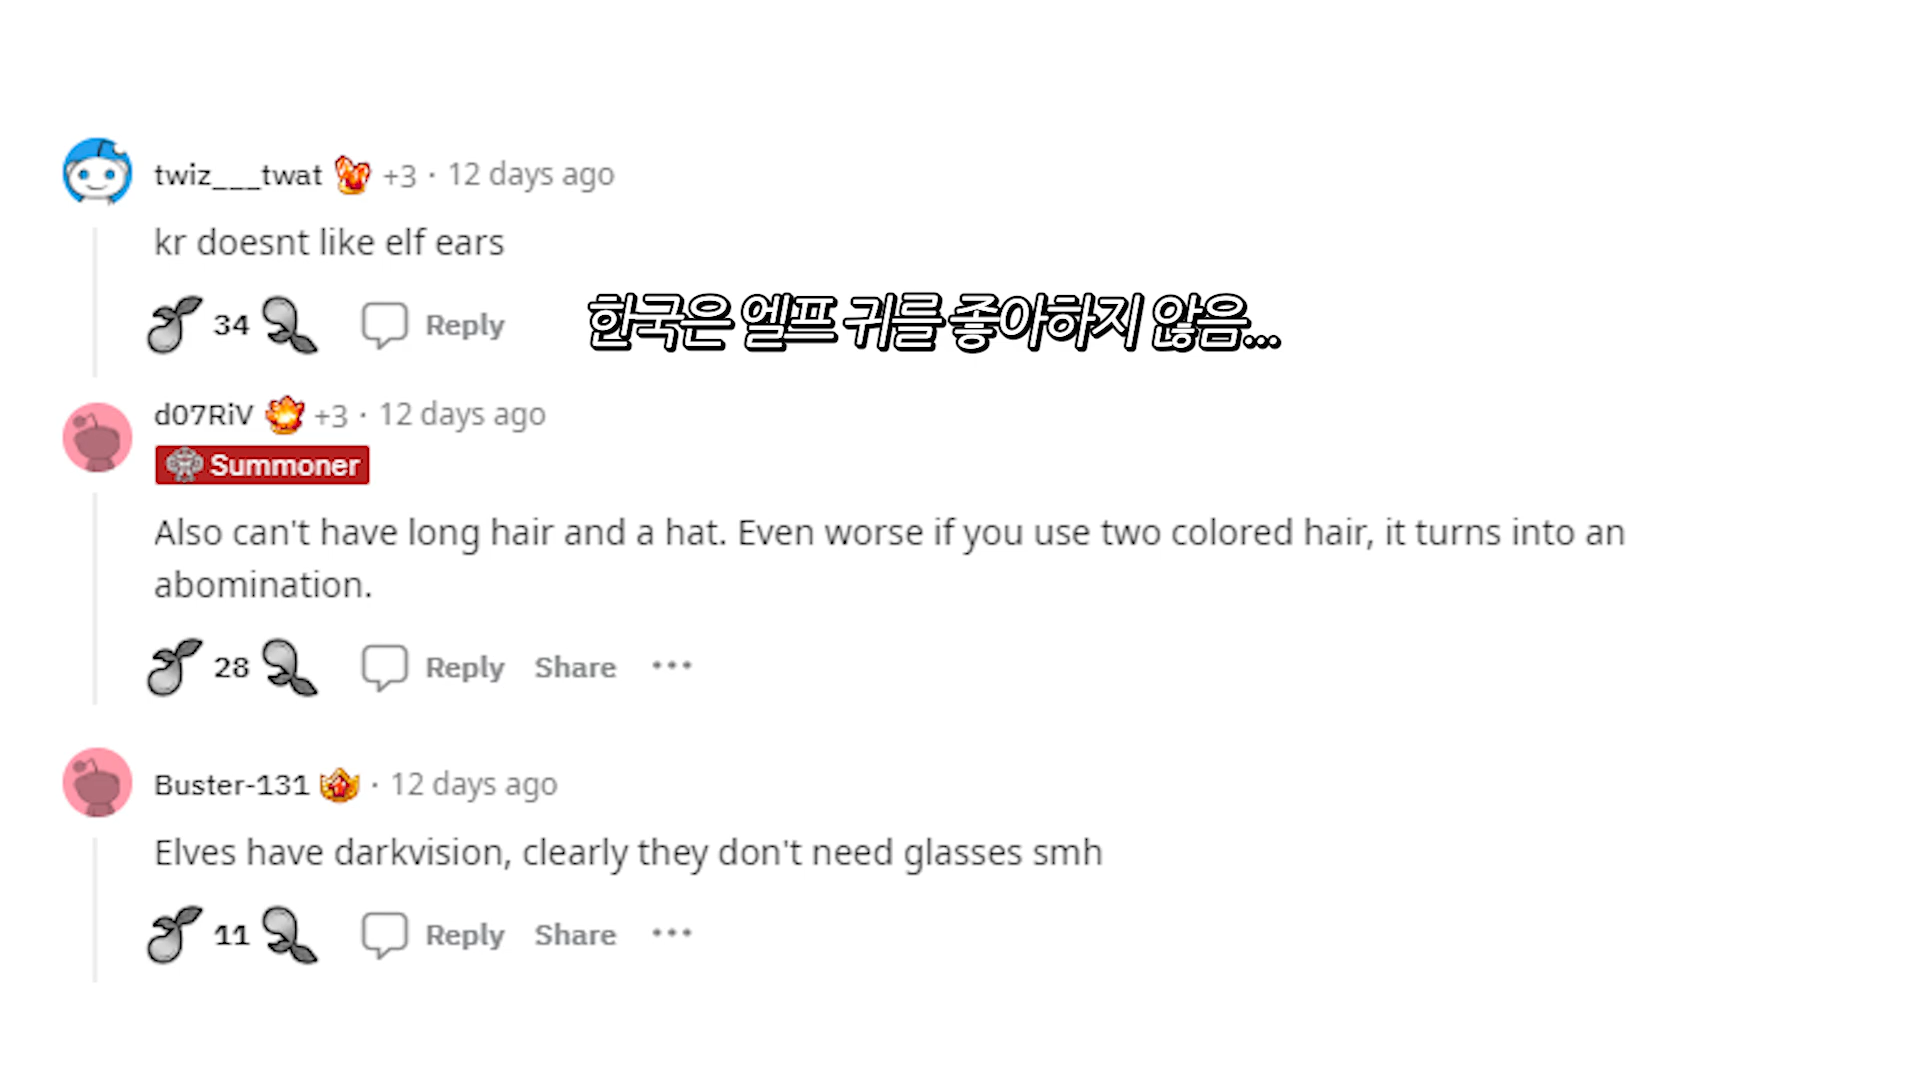 twiz___twat +3 · 12 days ago
kr doesnt like elf ears
34 Reply
한국은 엘프 귀를 좋아하지 않음...
d07RiV +3 · 12 days ago
Summoner
Also can't have long hair and a hat. Even worse if you use two colored hair, it turns into an
abomination.
28 Reply Share ···
Buster-131 · 12 days ago
Elves have darkvision, clearly they don't need glasses smh
11 Reply Share ···